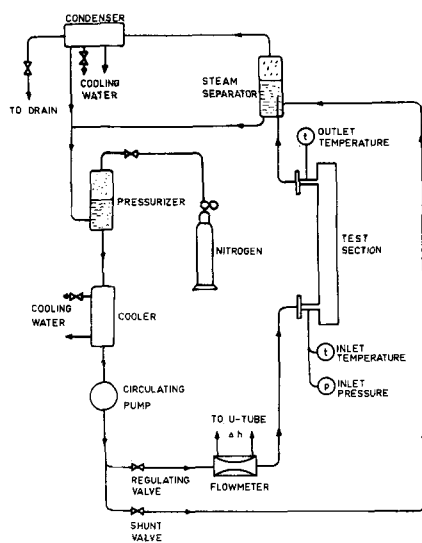 CONDENSER
STEAM
SEPARATOR
COOLING
WATER
TO DRAIN
OUTLET
TEMPERATURE
t
PRESSURIZER
NITROGEN
TEST
SECTION
COOLING
WATER
COOLER
t
INLET
TEMPERATURE
CIRCULATING
PUMP
p
INLET
PRESSURE
TO U-TUBE
Δh
REGULATING
VALVE
FLOWMETER
SHUNT
VALVE